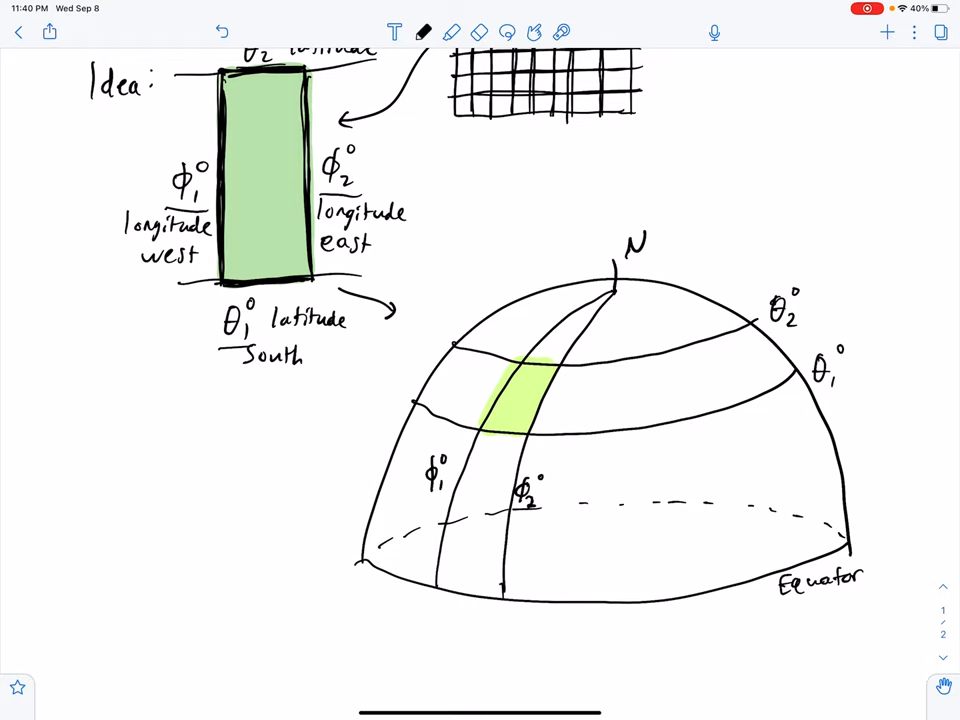 11:40 PM Wed Sep 8
40%
θ2 latitude
Idea:
ϕ1°
longitude
west
ϕ2°
longitude
east
θ1° latitude
South
N
θ2°
θ1°
ϕ1°
ϕ2°
Equator
1
/
2